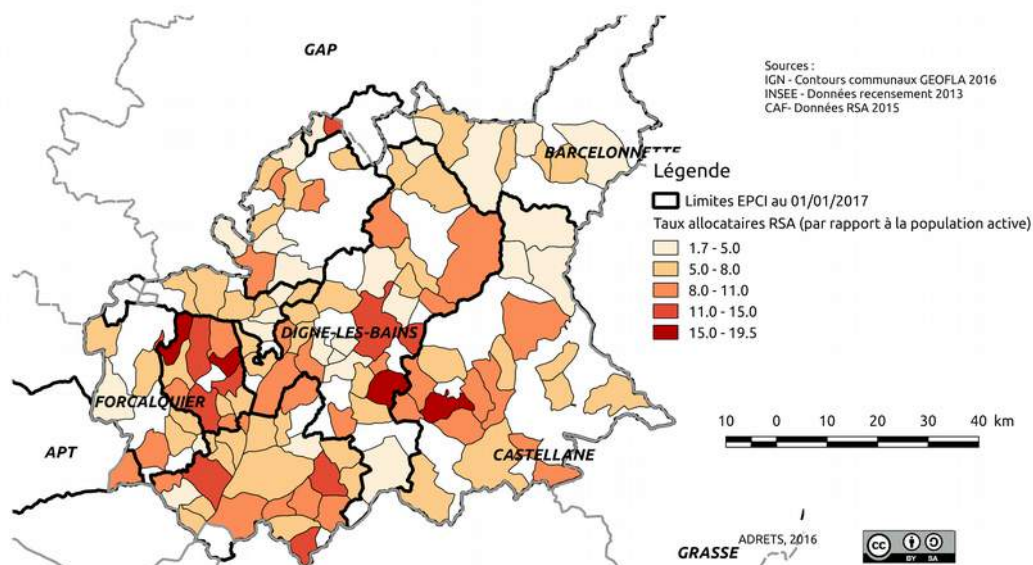 GAP
Sources :
IGN - Contours communaux GEOFLA 2016
INSEE - Données recensement 2013
CAF- Données RSA 2015
BARCELONNETTE
Légende
Limites EPCI au 01/01/2017
Taux allocataires RSA (par rapport à la population active)
1.7 - 5.0
5.0 - 8.0
8.0 - 11.0
11.0 - 15.0
15.0 - 19.5
DIGNE-LES-BAINS
FORCALQUIER
APT
CASTELLANE
10 0 10 20 30 40 km
I
ADRETS, 2016
GRASSE
cc
BY SA